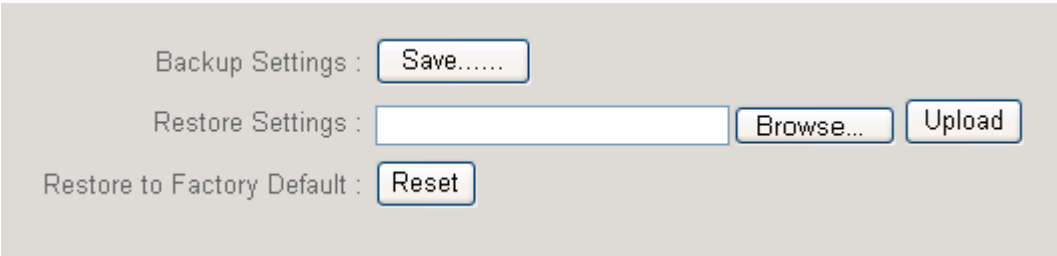 Backup Settings : Save......
Restore Settings : Browse... Upload
Restore to Factory Default : Reset